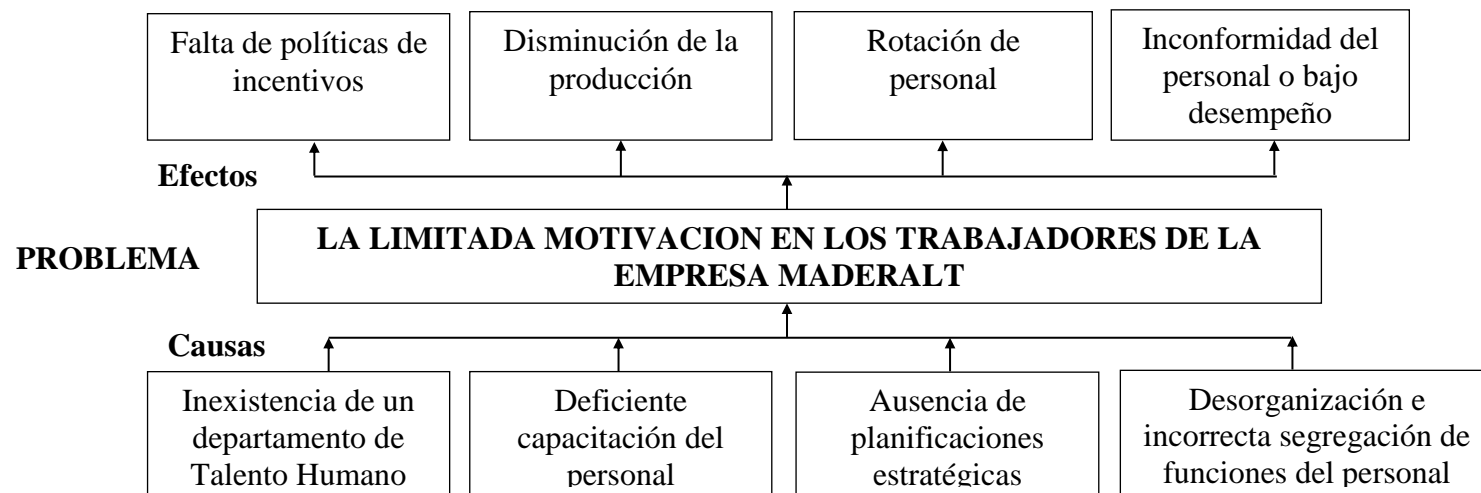 Falta de políticas de
incentivos
Disminución de la
producción
Rotación de
personal
Inconformidad del
personal o bajo
desempeño
Efectos
PROBLEMA
LA LIMITADA MOTIVACION EN LOS TRABAJADORES DE LA
EMPRESA MADERALT
Causas
Inexistencia de un
departamento de
Talento Humano
Deficiente
capacitación del
personal
Ausencia de
planificaciones
estratégicas
Desorganización e
incorrecta segregación de
funciones del personal